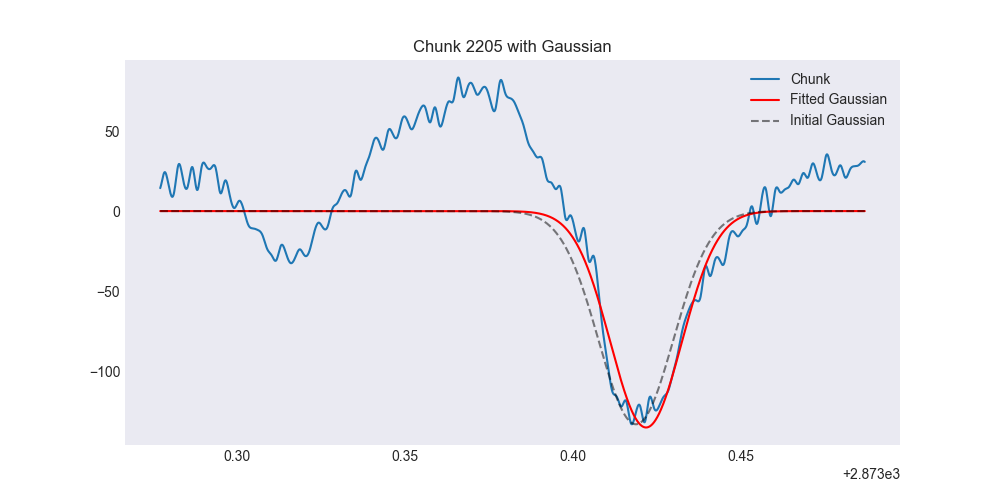 Chunk 2205 with Gaussian
Chunk
Fitted Gaussian
Initial Gaussian
50
0
−50
−100
0.30 0.35 0.40 0.45
+2.873e3